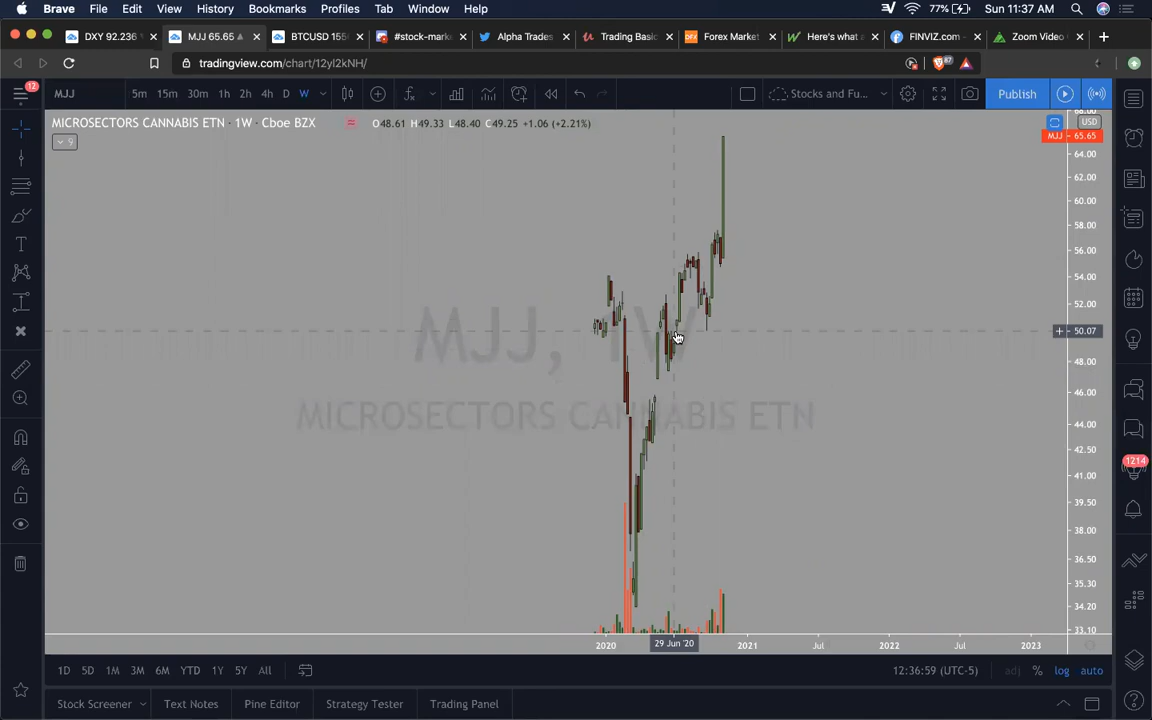 Brave File Edit View History Bookmarks Profiles Tab Window Help 77% Sun 11:37 AM
DXY 92.236 MJJ 65.65 ▲ BTCUSD 155 #stock-mark Alpha Trades Trading Basic Forex Market Here's what a FINVIZ.com - Zoom Video
tradingview.com/chart/12yI2kNH/ 87
12 MJJ 5m 15m 30m 1h 2h 4h D W Stocks and Fu... Publish
MICROSECTORS CANNABIS ETN · 1W · Cboe BZX O48.61 H49.33 L48.40 C49.25 +1.06 (+2.21%)
9
USD
MJJ 65.65
64.00
62.00
60.00
58.00
56.00
54.00
52.00
50.07
48.00
46.00
44.00
42.50
41.00
39.50
38.00
36.50
35.30
34.20
33.10
MJJ, 1W
MICROSECTORS CANNABIS ETN
1214
2020 29 Jun '20 2021 Jul 2022 Jul 2023
1D 5D 1M 3M 6M YTD 1Y 5Y All 12:36:59 (UTC-5) adj % log auto
Stock Screener Text Notes Pine Editor Strategy Tester Trading Panel